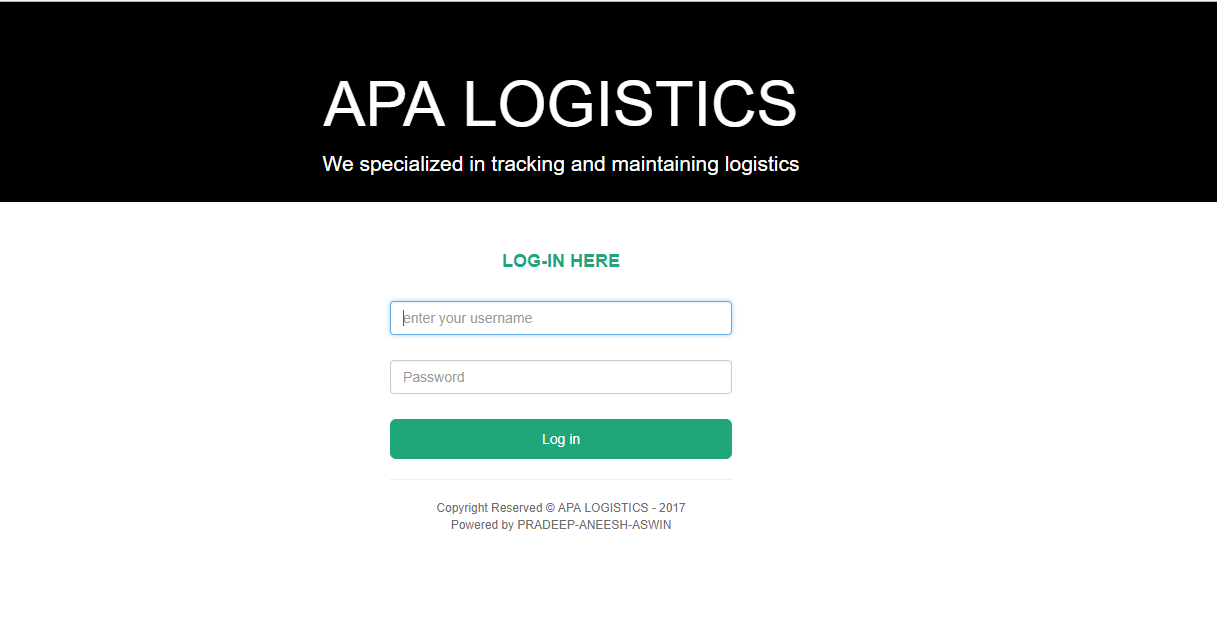 APA LOGISTICS
We specialized in tracking and maintaining logistics
LOG-IN HERE
enter your username
Password
Log in
Copyright Reserved © APA LOGISTICS - 2017
Powered by PRADEEP-ANEESH-ASWIN